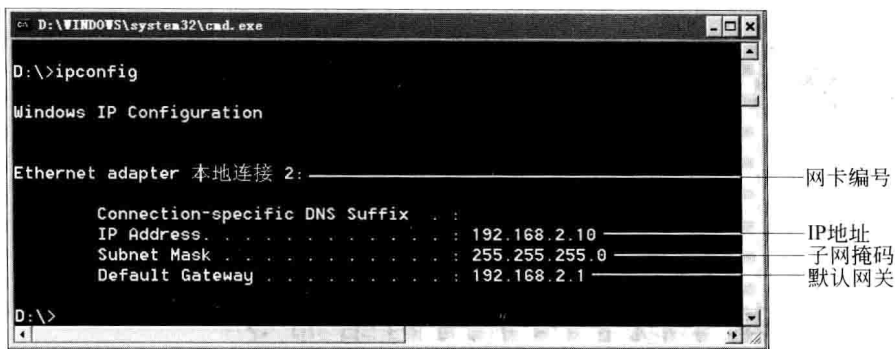 D:\WINDOWS\system32\cmd.exe
D:\>ipconfig
Windows IP Configuration
Ethernet adapter 本地连接 2:
网卡编号
Connection-specific DNS Suffix . :
IP Address. . . . . . . . . . . . : 192.168.2.10
IP地址
Subnet Mask . . . . . . . . . . . : 255.255.255.0
子网掩码
Default Gateway . . . . . . . . . : 192.168.2.1
默认网关
D:\>